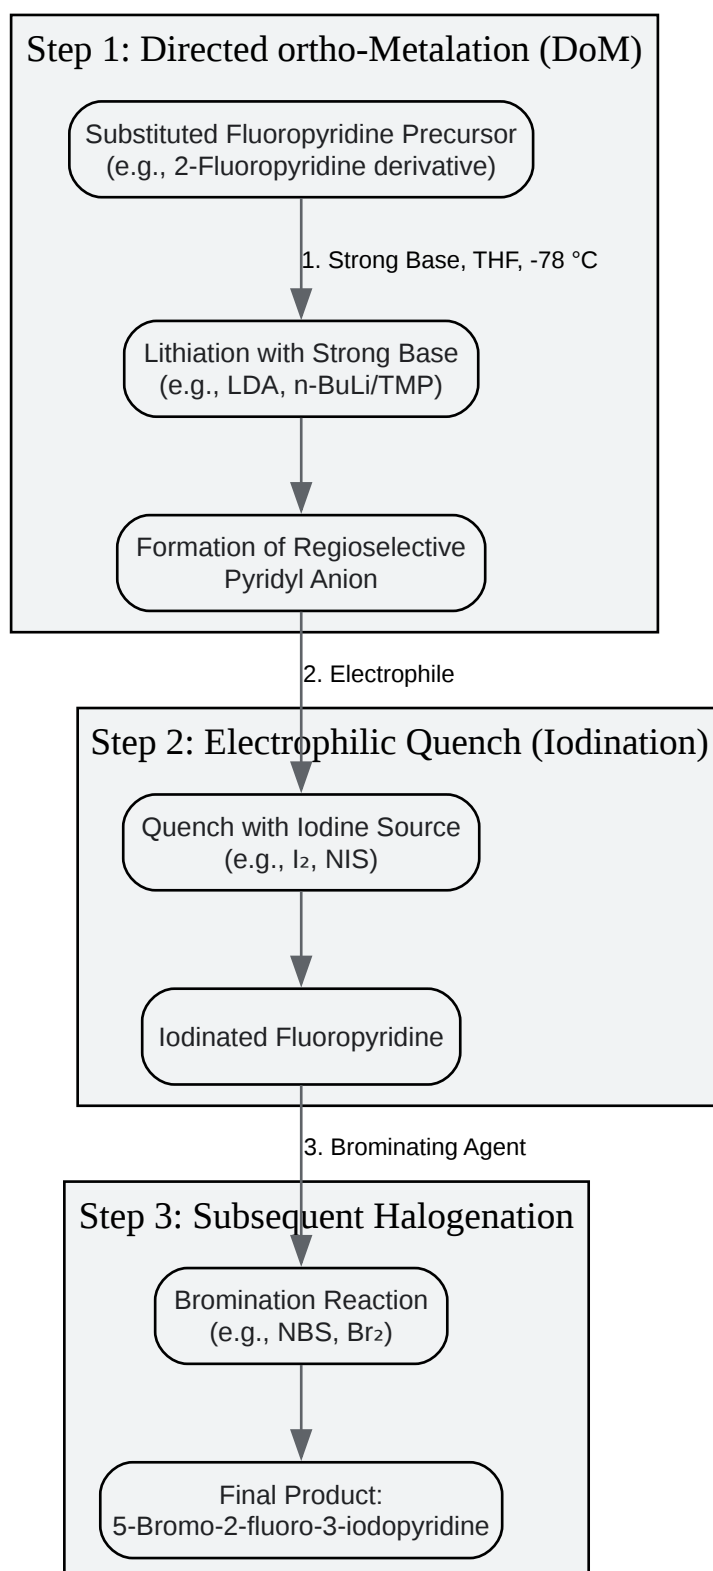 Step 1: Directed ortho-Metalation (DoM)
Substituted Fluoropyridine Precursor
(e.g., 2-Fluoropyridine derivative)
1. Strong Base, THF, -78 °C
Lithiation with Strong Base
(e.g., LDA, n-BuLi/TMP)
Formation of Regioselective
Pyridyl Anion
2. Electrophile
Step 2: Electrophilic Quench (Iodination)
Quench with Iodine Source
(e.g., I₂, NIS)
Iodinated Fluoropyridine
3. Brominating Agent
Step 3: Subsequent Halogenation
Bromination Reaction
(e.g., NBS, Br₂)
Final Product:
5-Bromo-2-fluoro-3-iodopyridine